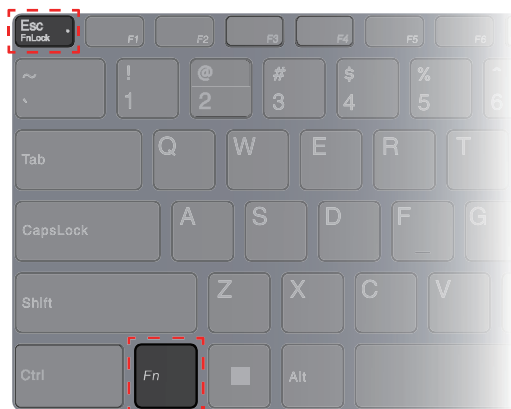 Esc
FnLock
F1 F2 F3 F4 F5 F6
~ ! @ # $ % ^
` 1 2 3 4 5 6
Tab Q W E R T
CapsLock A S D F G
Shift Z X C V
Ctrl Fn Alt